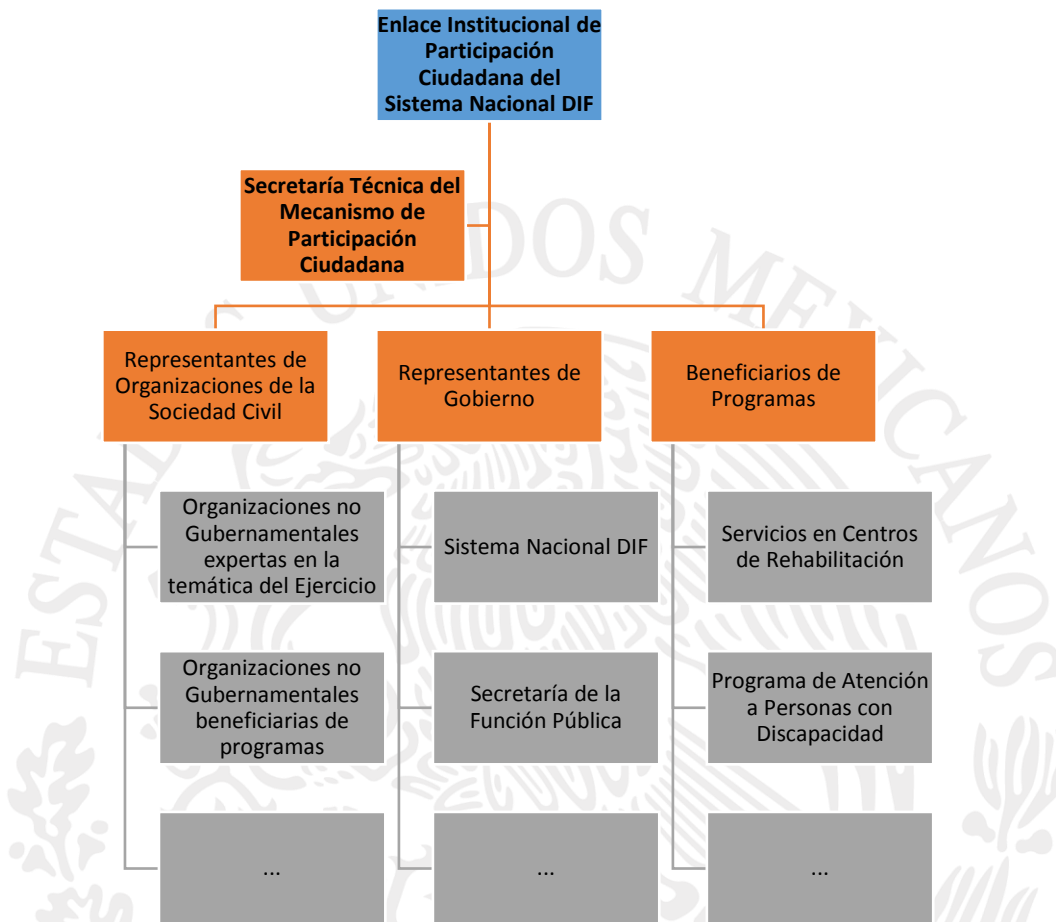 Enlace Institucional de
Participación
Ciudadana del
Sistema Nacional DIF
Secretaría Técnica del
Mecanismo de
Participación
Ciudadana
Representantes de
Organizaciones de la
Sociedad Civil
Representantes de
Gobierno
Beneficiarios de
Programas
Organizaciones no
Gubernamentales
expertas en la
temática del Ejercicio
Sistema Nacional DIF
Servicios en Centros
de Rehabilitación
Organizaciones no
Gubernamentales
beneficiarias de
programas
Secretaría de la
Función Pública
Programa de Atención
a Personas con
Discapacidad
...
...
...
ESTADOS UNIDOS MEXICANOS